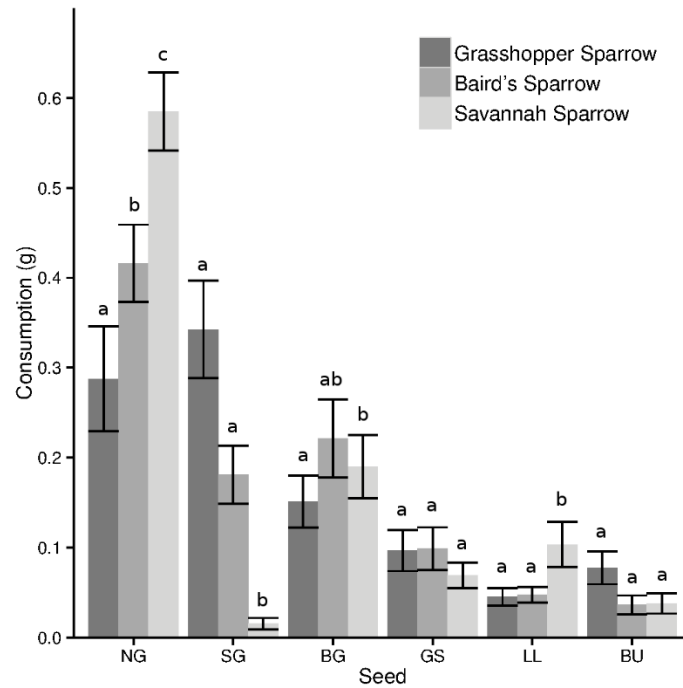 Grasshopper Sparrow
Baird's Sparrow
Savannah Sparrow
Consumption (g)
0.6
0.5
0.4
0.3
0.2
0.1
0.0
a b c
a a b
a ab b
a a a
a a b
a a a
NG SG BG GS LL BU
Seed